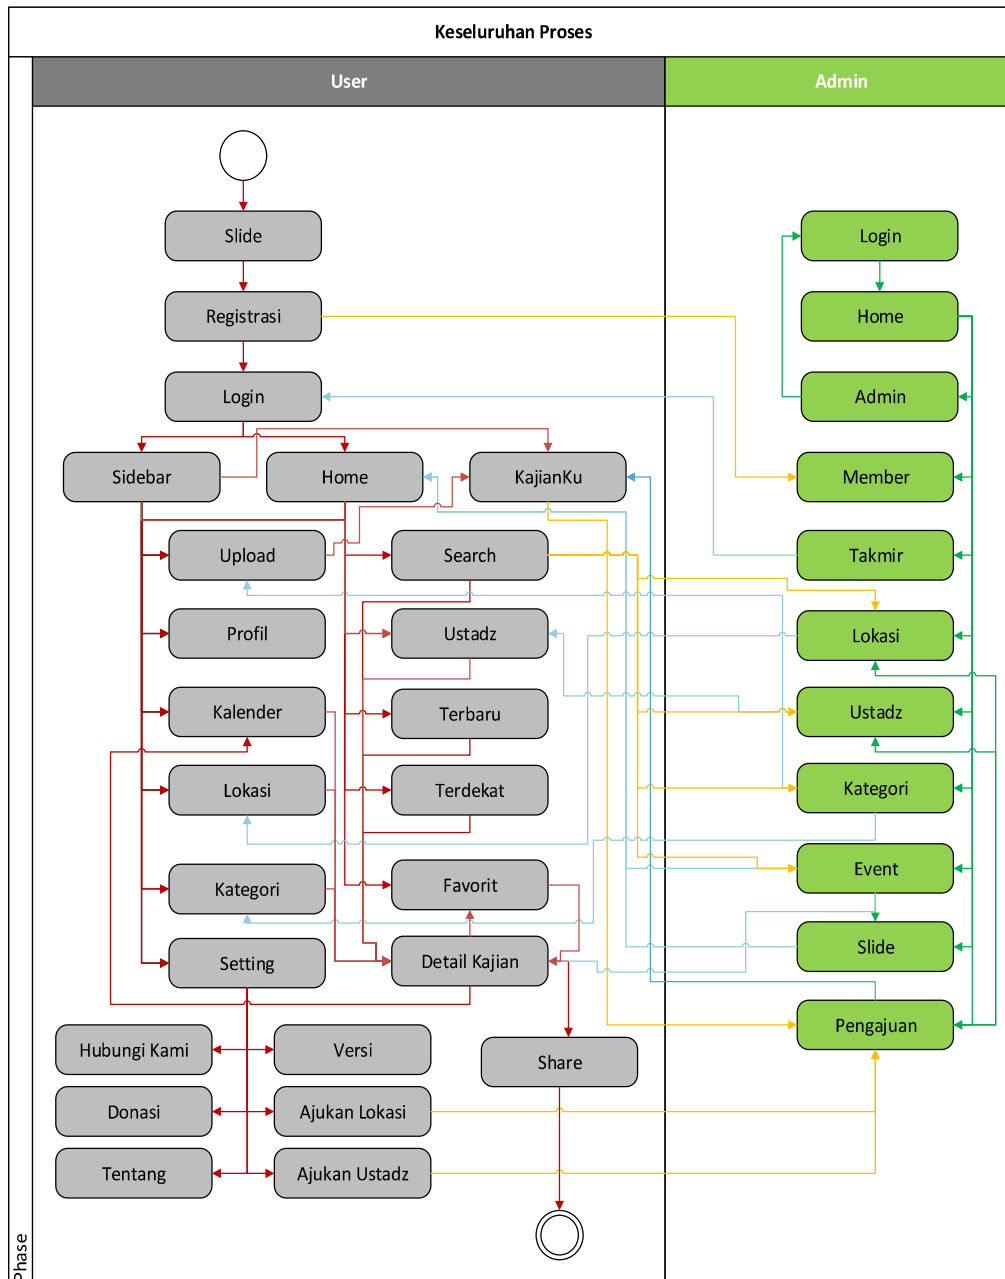 Keseluruhan Proses
User
Admin
Slide
Login
Registrasi
Home
Login
Admin
Sidebar
Home
KajianKu
Member
Upload
Search
Takmir
Profil
Ustadz
Lokasi
Kalender
Terbaru
Ustadz
Lokasi
Terdekat
Kategori
Kategori
Favorit
Event
Setting
Detail Kajian
Slide
Pengajuan
Hubungi Kami
Versi
Share
Donasi
Ajukan Lokasi
Tentang
Ajukan Ustadz
Phase